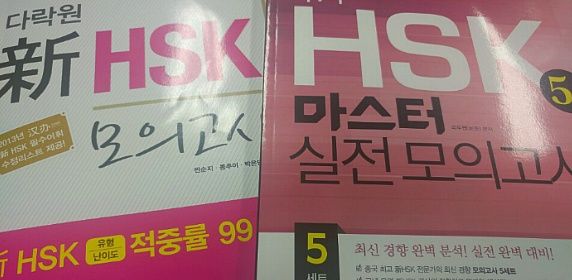 다락원
新 HSK
2013年 汉办
新 HSK 필수어휘
수정리스트 제공!
모의고사
新 HSK 유형 난이도 적중률 99
HSK 5
마스터
실전 모의고사
5
세트
최신 경향 완벽 분석! 실전 완벽 대비!